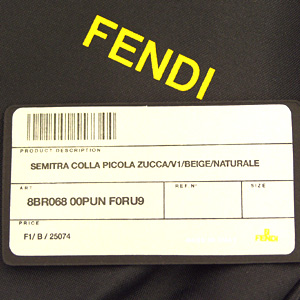 FENDI
PRODUCT DESCRIPTION
SEMITRA COLLA PICOLA ZUCCA/V1/BEIGE/NATURALE
ART
REF N°
SIZE
8BR068 00PUN F0RU9
PRICE
F1/ B / 25074
FENDI